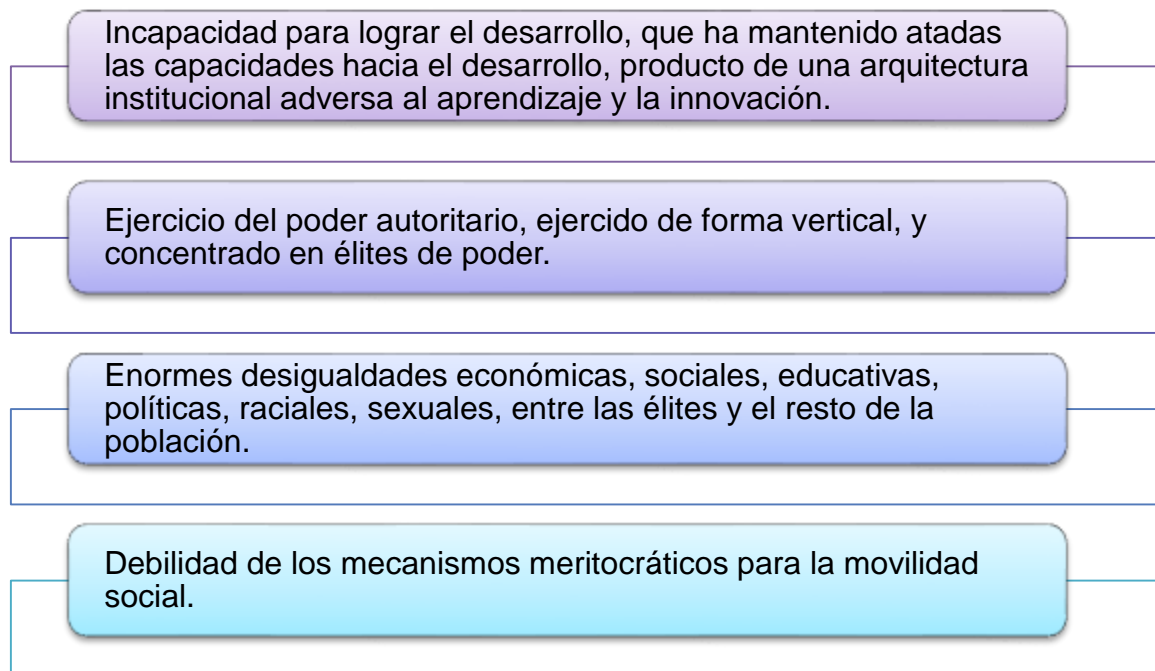 Incapacidad para lograr el desarrollo, que ha mantenido atadas
las capacidades hacia el desarrollo, producto de una arquitectura
institucional adversa al aprendizaje y la innovación.
Ejercicio del poder autoritario, ejercido de forma vertical, y
concentrado en élites de poder.
Enormes desigualdades económicas, sociales, educativas,
políticas, raciales, sexuales, entre las élites y el resto de la
población.
Debilidad de los mecanismos meritocráticos para la movilidad
social.